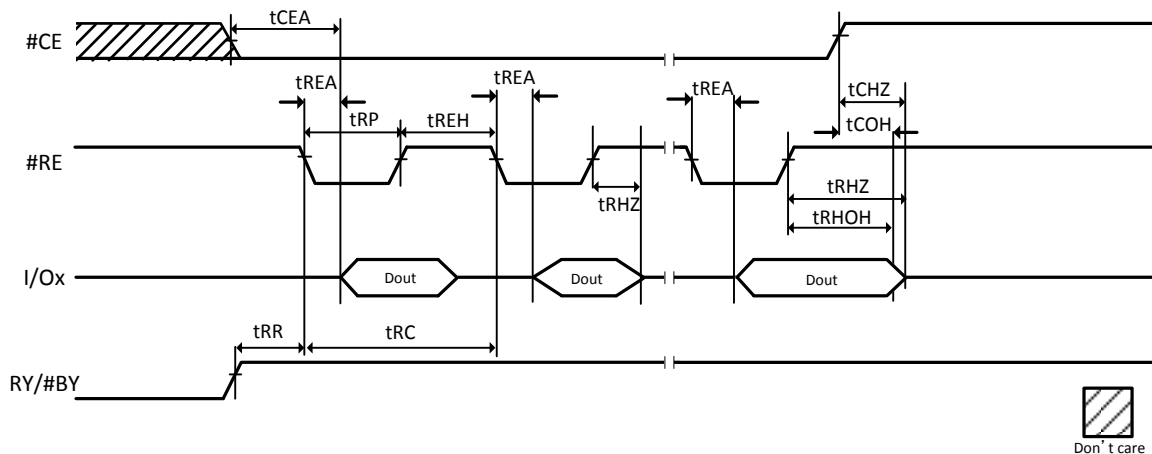 tCEA
#CE
tREA
tREA
tREA
tCHZ
tRP
tREH
tCOH
#RE
tRHZ
tRHZ
tRHOH
I/Ox
Dout
Dout
Dout
tRR
tRC
RY/#BY
Don't care